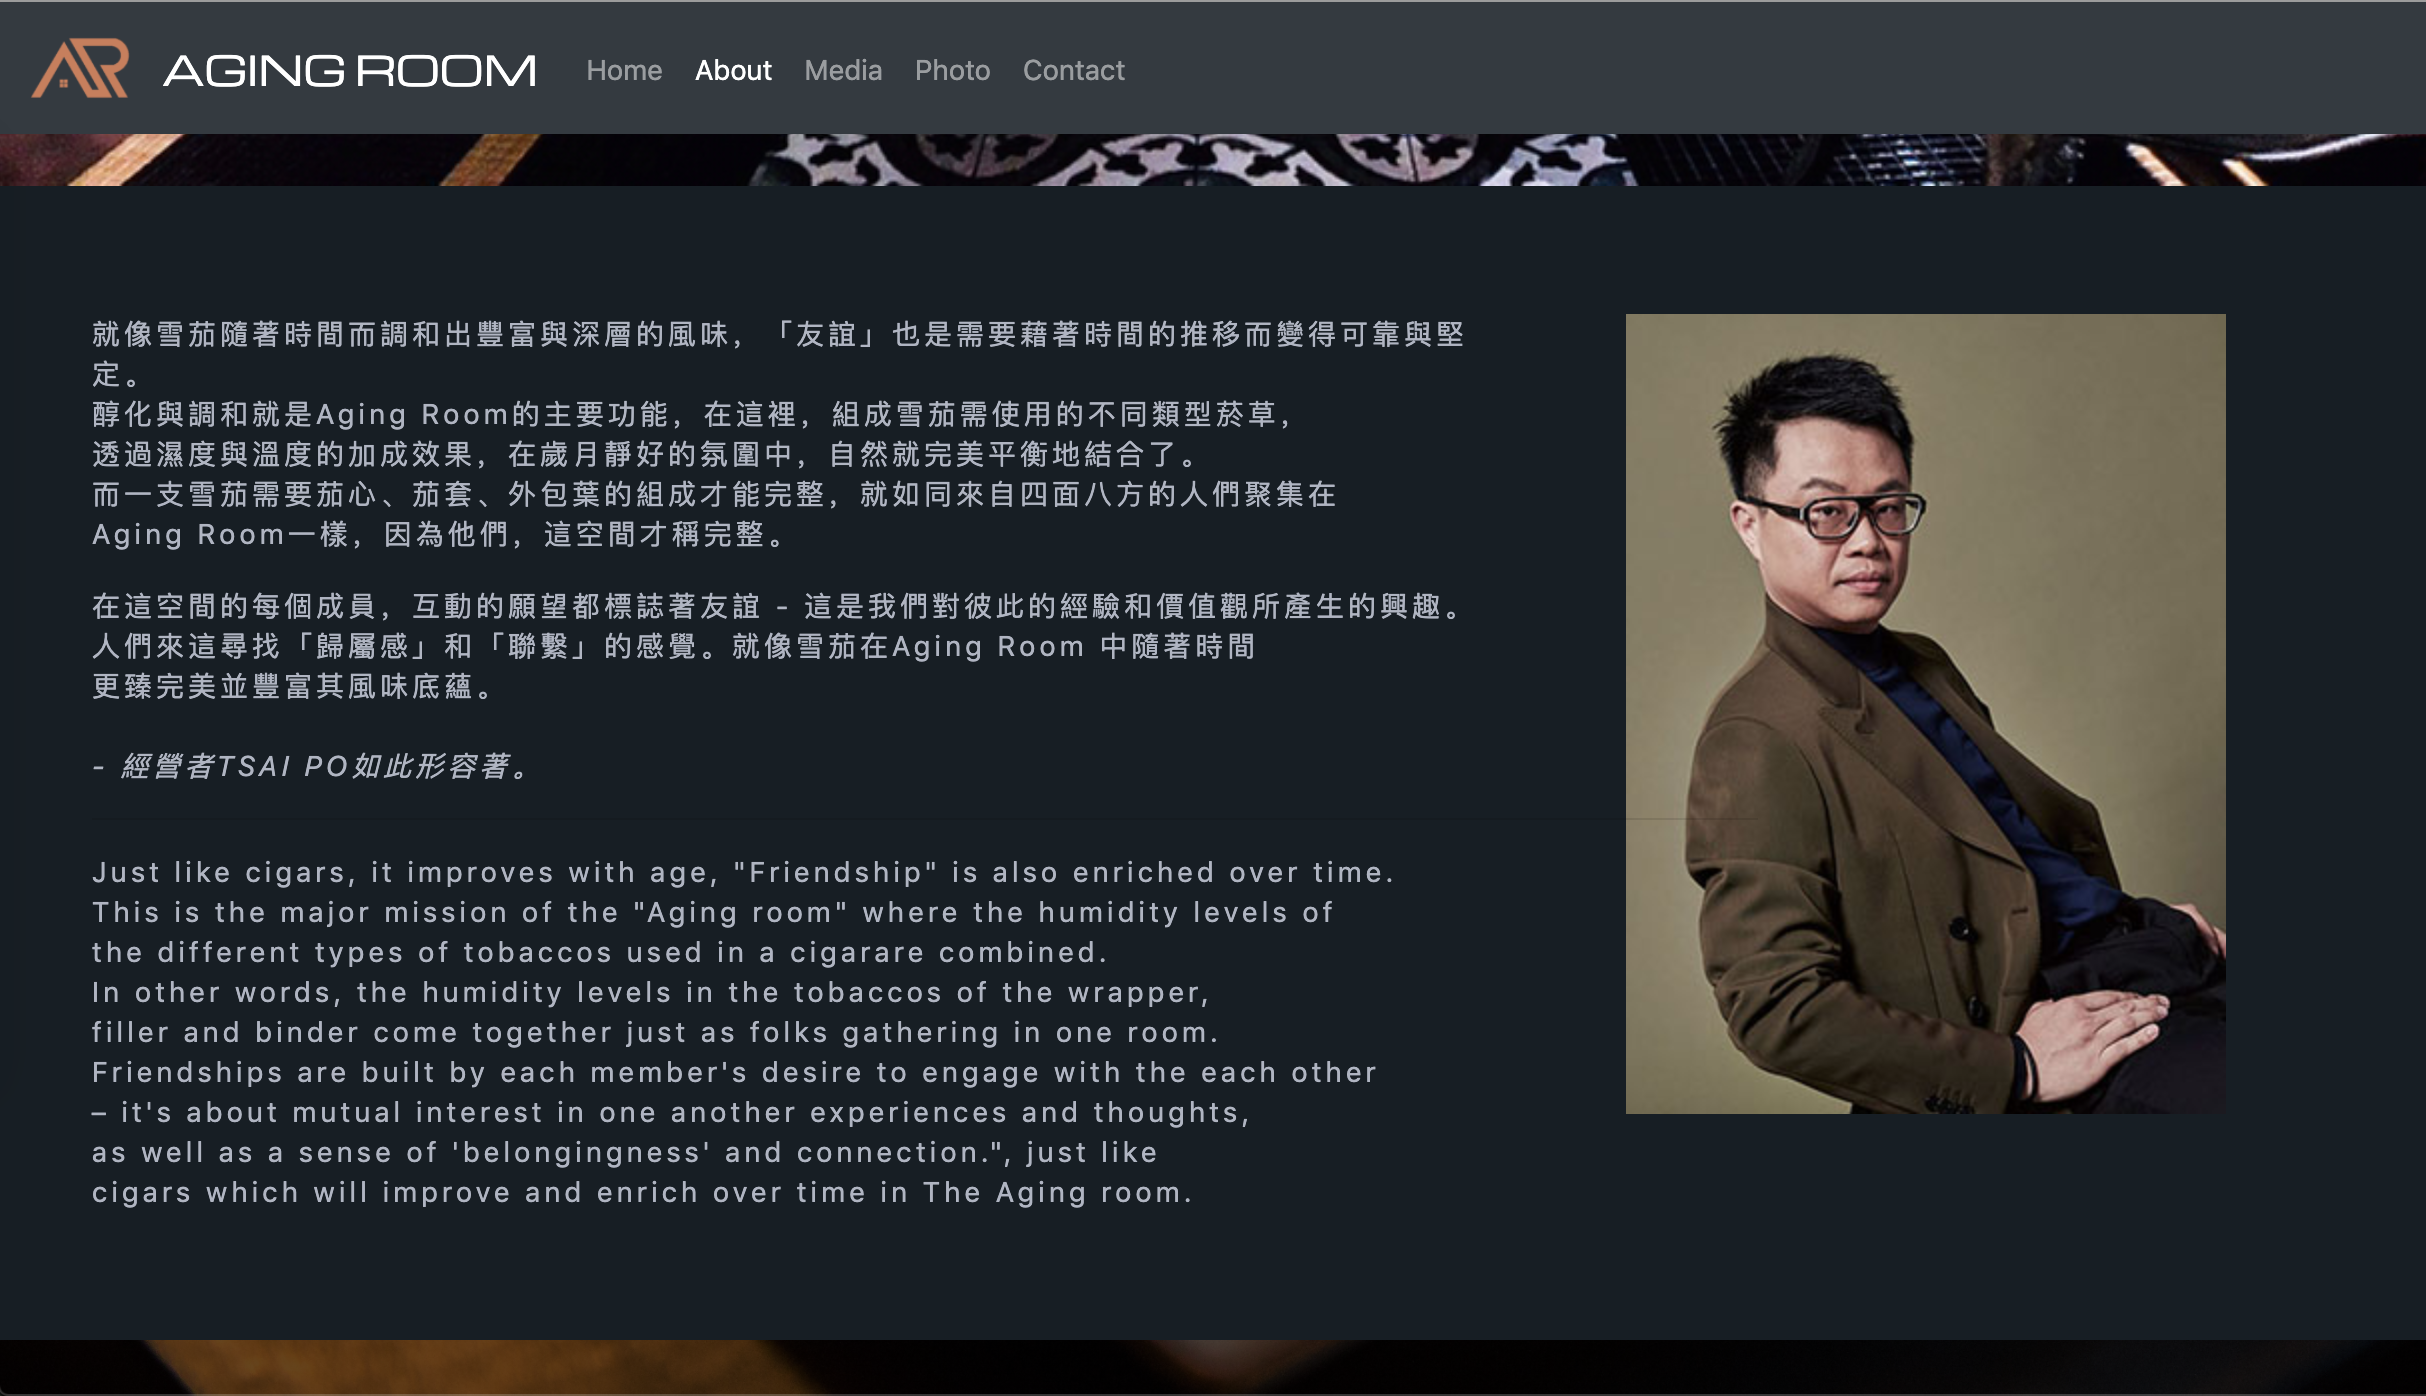 AR
AGING ROOM
Home
About
Media
Photo
Contact
就像雪茄隨著時間而調和出豐富與深層的風味，「友誼」也是需要藉著時間的推移而變得可靠與堅
定。
醇化與調和就是Aging Room的主要功能，在這裡，組成雪茄需使用的不同類型菸草，
透過濕度與溫度的加成效果，在歲月靜好的氛圍中，自然就完美平衡地結合了。
而一支雪茄需要茄心、茄套、外包葉的組成才能完整，就如同來自四面八方的人們聚集在
Aging Room一樣，因為他們，這空間才稱完整。
在這空間的每個成員，互動的願望都標誌著友誼 - 這是我們對彼此的經驗和價值觀所產生的興趣。
人們來這尋找「歸屬感」和「聯繫」的感覺。就像雪茄在Aging Room 中隨著時間
更臻完美並豐富其風味底蘊。
- 經營者TSAI PO如此形容著。
Just like cigars, it improves with age, "Friendship" is also enriched over time.
This is the major mission of the "Aging room" where the humidity levels of
the different types of tobaccos used in a cigarare combined.
In other words, the humidity levels in the tobaccos of the wrapper,
filler and binder come together just as folks gathering in one room.
Friendships are built by each member's desire to engage with the each other
– it's about mutual interest in one another experiences and thoughts,
as well as a sense of 'belongingness' and connection.", just like
cigars which will improve and enrich over time in The Aging room.